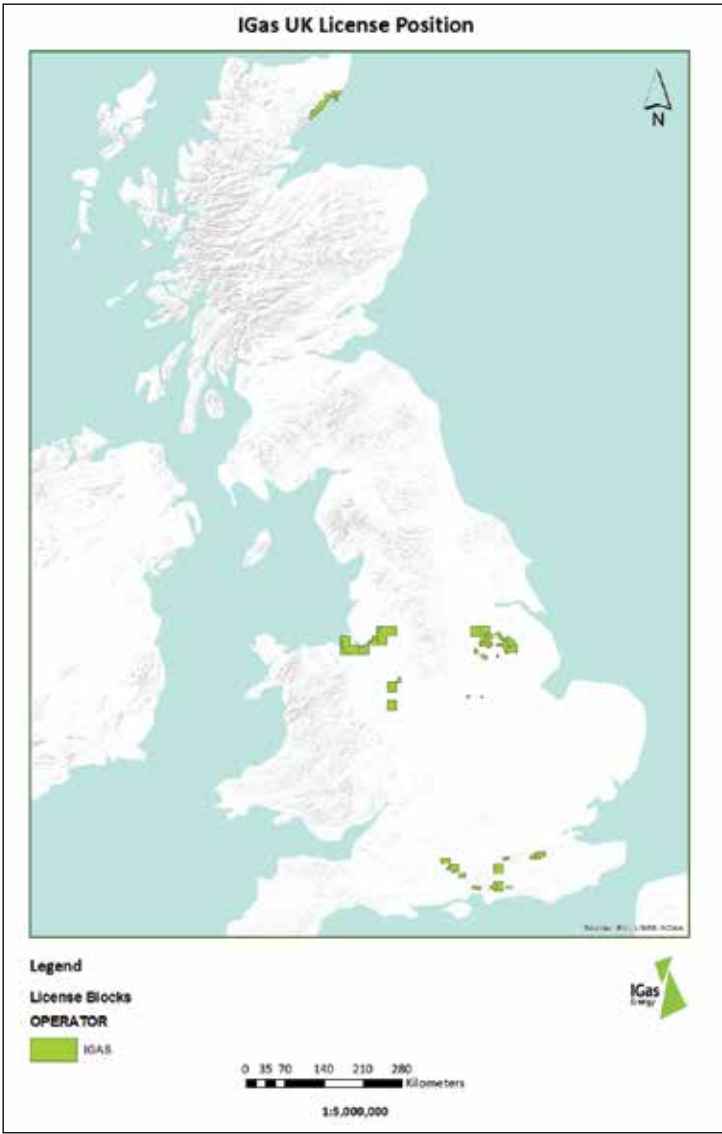 IGas UK License Position
N
Legend
License Blocks
OPERATOR
IGAS
IGas
Energy
0 35 70 140 210 280
Kilometers
1:5,000,000